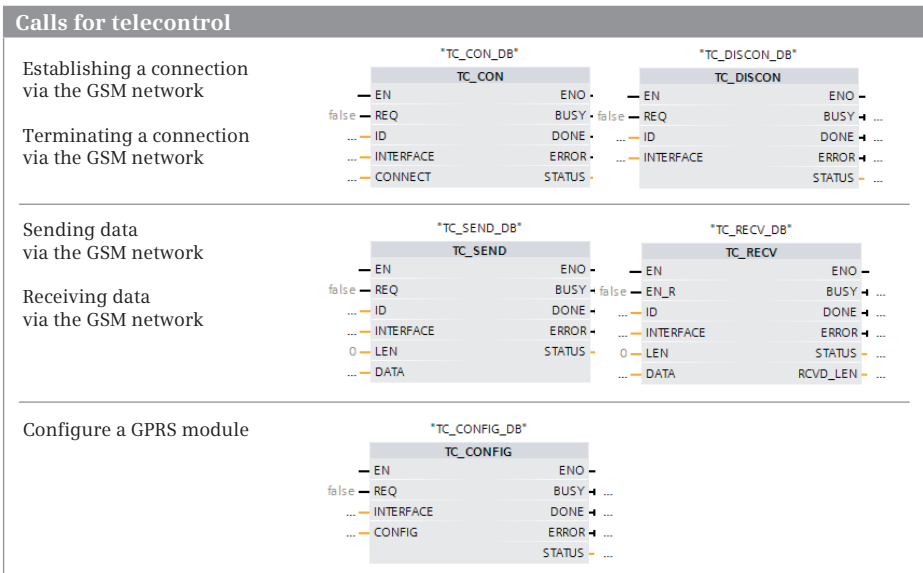 Calls for telecontrol
Establishing a connection
via the GSM network
Terminating a connection
via the GSM network
"TC_CON_DB"
TC_CON
EN ENO
false REQ BUSY
... ID DONE
... INTERFACE ERROR
... CONNECT STATUS
"TC_DISCON_DB"
TC_DISCON
EN ENO
false REQ BUSY ...
... ID DONE ...
... INTERFACE ERROR ...
STATUS ...
Sending data
via the GSM network
Receiving data
via the GSM network
"TC_SEND_DB"
TC_SEND
EN ENO
false REQ BUSY
... ID DONE
... INTERFACE ERROR
0 LEN STATUS
... DATA
"TC_RECV_DB"
TC_RECV
EN ENO
false EN_R BUSY ...
... ID DONE ...
... INTERFACE ERROR ...
0 LEN STATUS ...
... DATA RCVD_LEN ...
Configure a GPRS module
"TC_CONFIG_DB"
TC_CONFIG
EN ENO
false REQ BUSY ...
... INTERFACE DONE ...
... CONFIG ERROR ...
STATUS ...